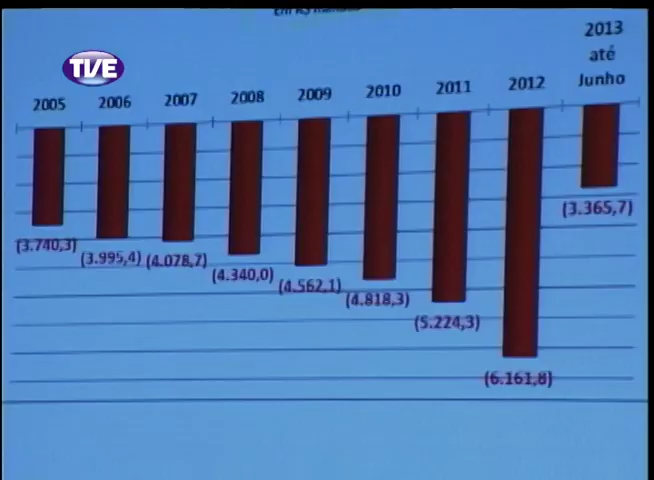 TVE
2005 2006 2007 2008 2009 2010 2011 2012 2013 até Junho
(3.740,3) (3.995,4) (4.078,7) (4.340,0) (4.562,1) (4.818,3) (5.224,3) (6.161,8) (3.365,7)